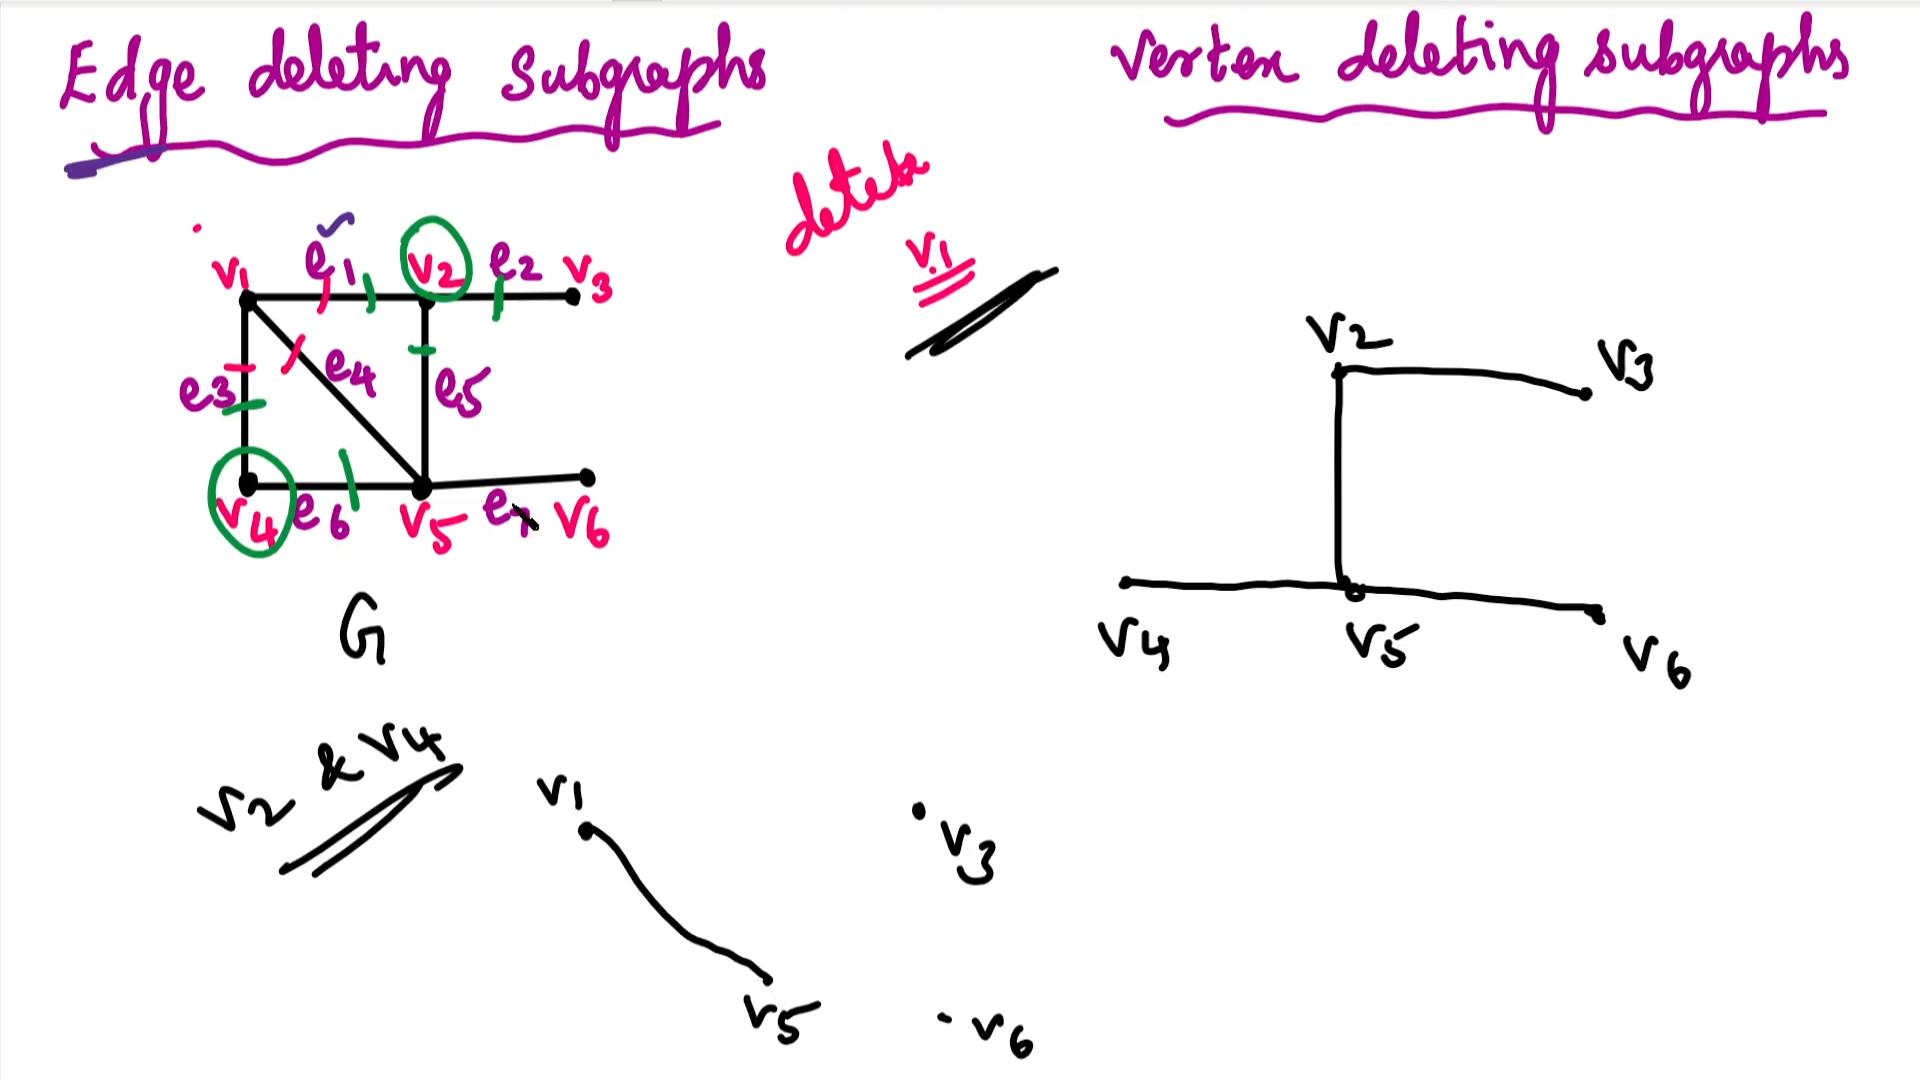 Edge deleting Subgraphs
Vertex deleting subgraphs
delete
v1
v1 e1 v2 e2 v3
e3 e4 e5
v4 e6 v5 e7 v6
G
v2 v3
v4 v5 v6
v2 & v4
v1
v3
v5
v6